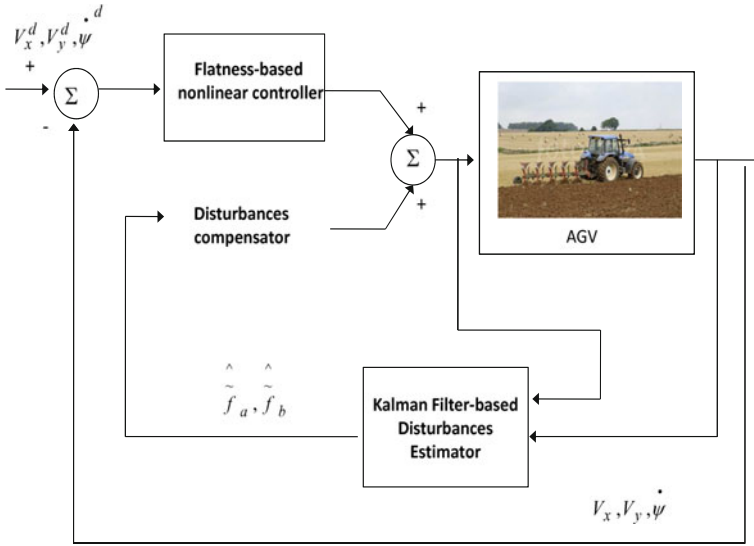 V_x^d, V_y^d, ψ̇^d
+
Σ
-
Flatness-based
nonlinear controller
+
Σ
+
AGV
Disturbances
compensator
f̃̂_a, f̃̂_b
Kalman Filter-based
Disturbances
Estimator
V_x, V_y, ψ̇